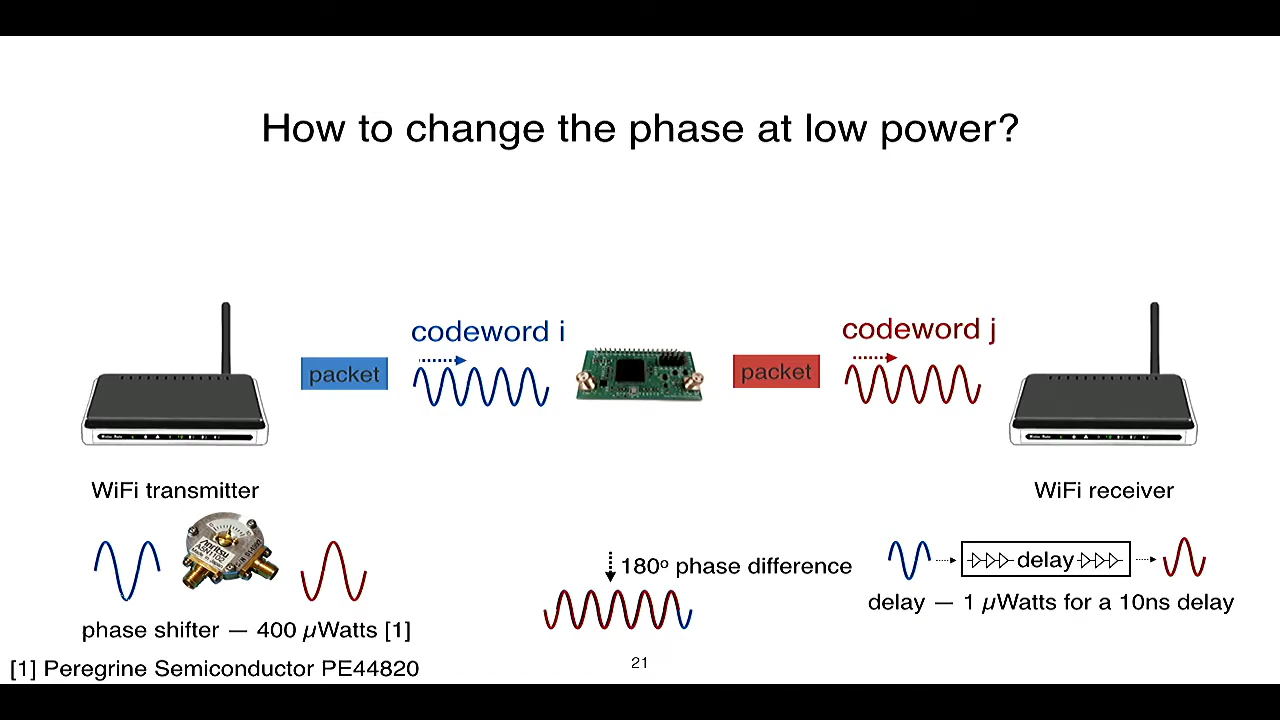 How to change the phase at low power?
codeword i
codeword j
packet
packet
WiFi transmitter
WiFi receiver
Anritsu
180º phase difference
delay
delay — 1 µWatts for a 10ns delay
phase shifter — 400 µWatts [1]
[1] Peregrine Semiconductor PE44820
21